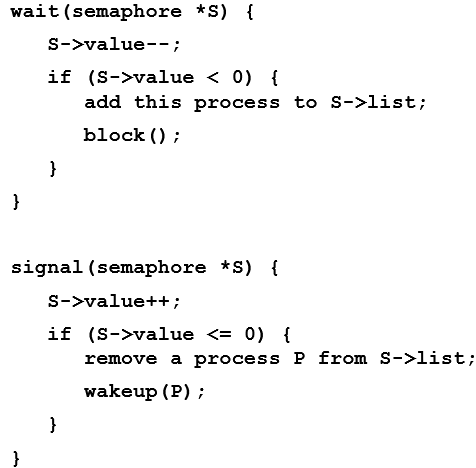 wait(semaphore *S) {
S->value--;
if (S->value < 0) {
add this process to S->list;
block();
}
}
signal(semaphore *S) {
S->value++;
if (S->value <= 0) {
remove a process P from S->list;
wakeup(P);
}
}